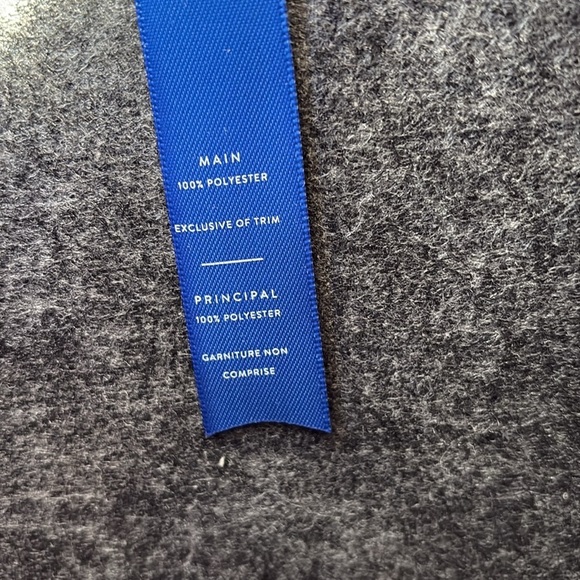 MAIN
100% POLYESTER
EXCLUSIVE OF TRIM
PRINCIPAL
100% POLYESTER
GARNITURE NON
COMPRISE